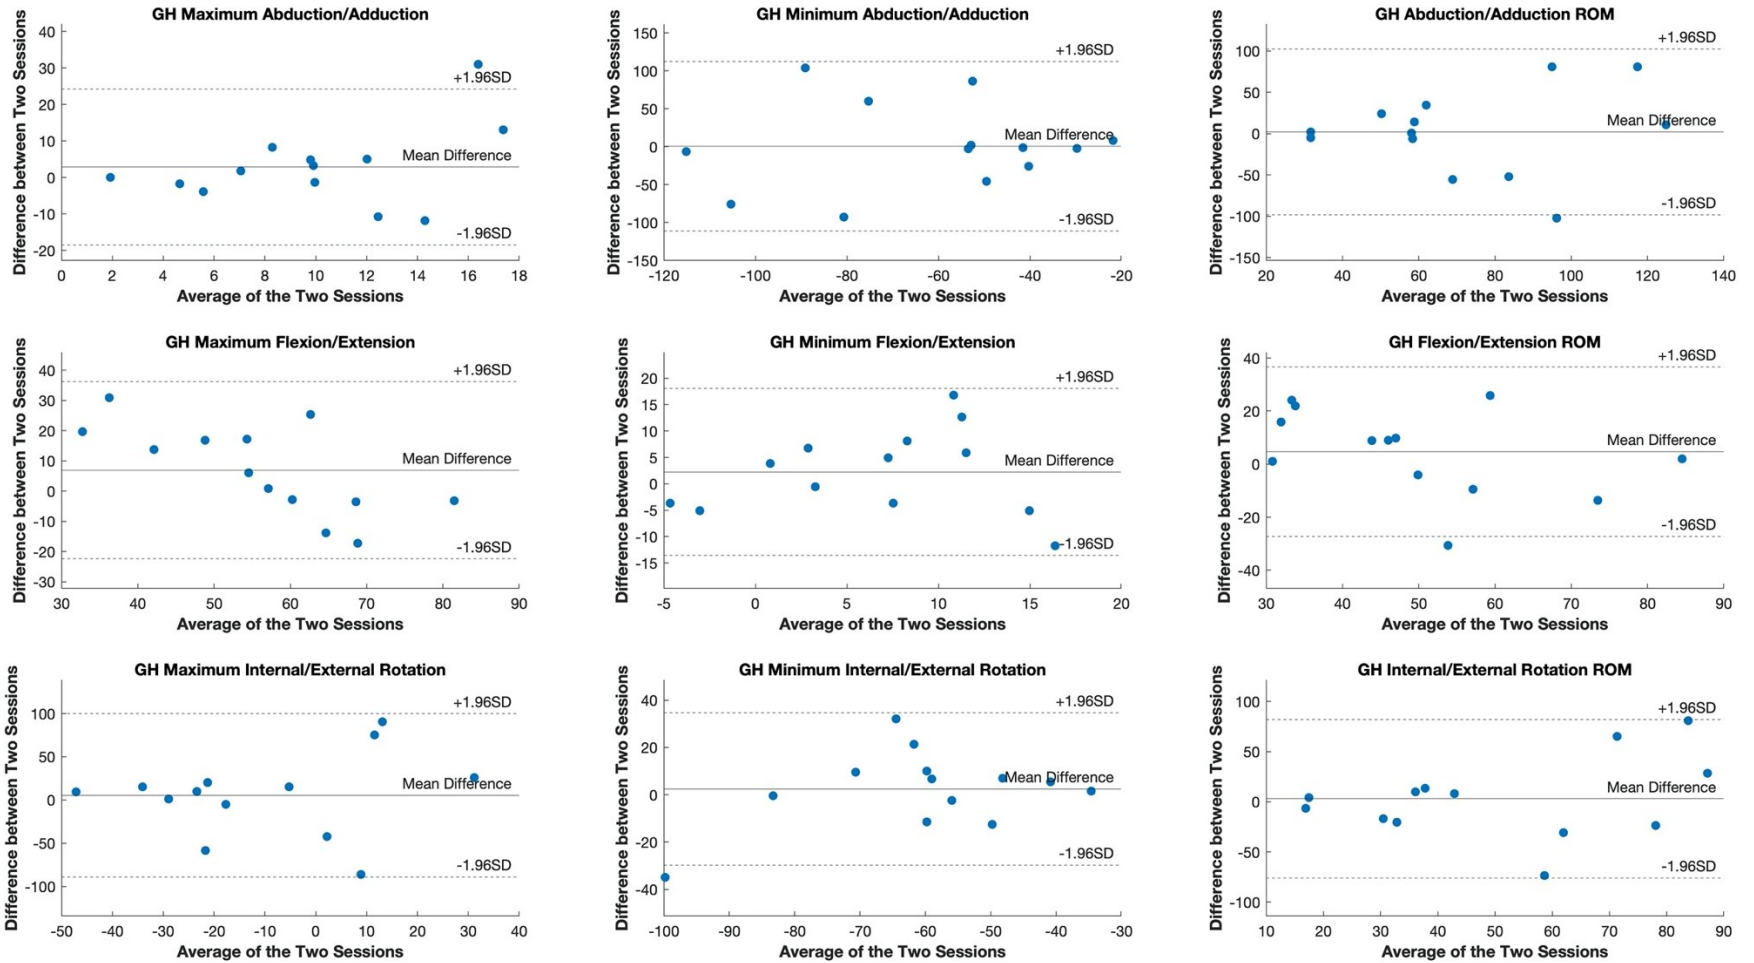 GH Maximum Abduction/Adduction
Difference between Two Sessions
40
30
20
10
0
-10
-20
+1.96SD
Mean Difference
-1.96SD
0 2 4 6 8 10 12 14 16 18
Average of the Two Sessions
GH Minimum Abduction/Adduction
Difference between Two Sessions
150
100
50
0
-50
-100
-150
+1.96SD
Mean Difference
-1.96SD
-120 -100 -80 -60 -40 -20
Average of the Two Sessions
GH Abduction/Adduction ROM
Difference between Two Sessions
100
50
0
-50
-100
-150
+1.96SD
Mean Difference
-1.96SD
20 40 60 80 100 120 140
Average of the Two Sessions
GH Maximum Flexion/Extension
Difference between Two Sessions
40
30
20
10
0
-10
-20
-30
+1.96SD
Mean Difference
-1.96SD
30 40 50 60 70 80 90
Average of the Two Sessions
GH Minimum Flexion/Extension
Difference between Two Sessions
20
15
10
5
0
-5
-10
-15
+1.96SD
Mean Difference
-1.96SD
-5 0 5 10 15 20
Average of the Two Sessions
GH Flexion/Extension ROM
Difference between Two Sessions
40
20
0
-20
-40
+1.96SD
Mean Difference
-1.96SD
30 40 50 60 70 80 90
Average of the Two Sessions
GH Maximum Internal/External Rotation
Difference between Two Sessions
100
50
0
-50
-100
+1.96SD
Mean Difference
-1.96SD
-50 -40 -30 -20 -10 0 10 20 30 40
Average of the Two Sessions
GH Minimum Internal/External Rotation
Difference between Two Sessions
40
20
0
-20
-40
+1.96SD
Mean Difference
-1.96SD
-100 -90 -80 -70 -60 -50 -40 -30
Average of the Two Sessions
GH Internal/External Rotation ROM
Difference between Two Sessions
100
50
0
-50
-100
+1.96SD
Mean Difference
-1.96SD
10 20 30 40 50 60 70 80 90
Average of the Two Sessions